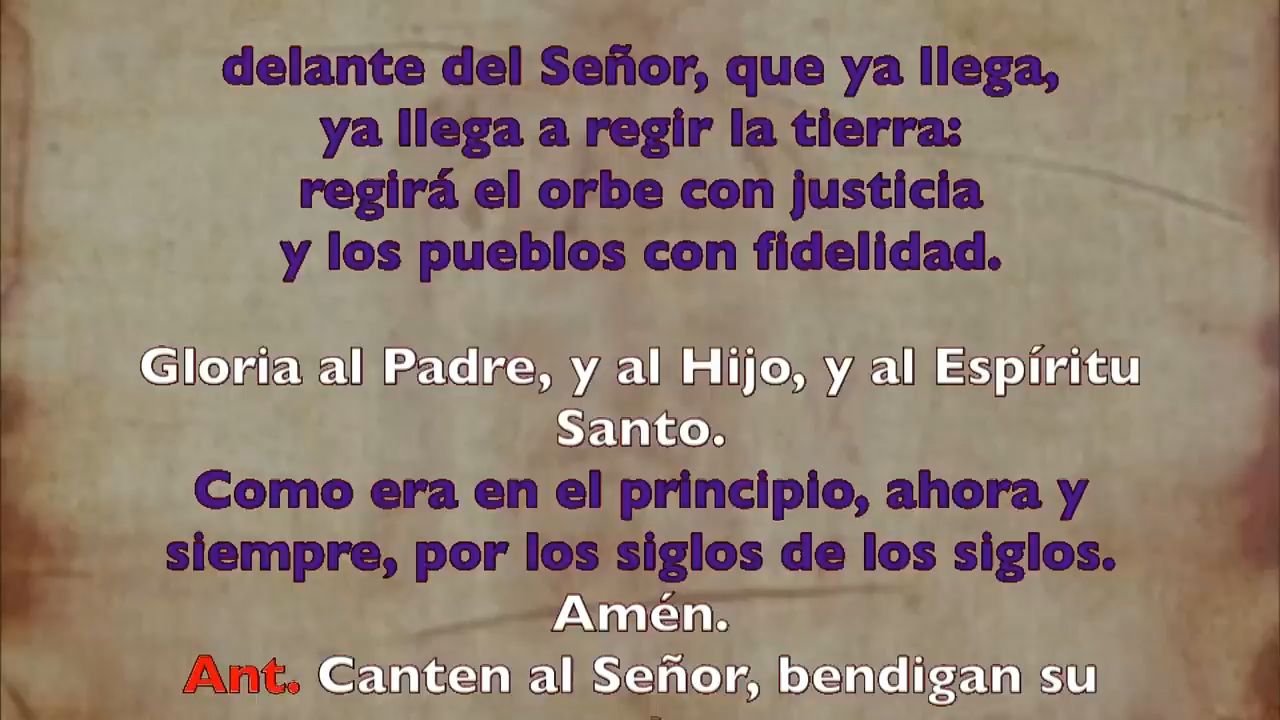 delante del Señor, que ya llega,
ya llega a regir la tierra:
regirá el orbe con justicia
y los pueblos con fidelidad.
Gloria al Padre, y al Hijo, y al Espíritu
Santo.
Como era en el principio, ahora y
siempre, por los siglos de los siglos.
Amén.
Ant. Canten al Señor, bendigan su